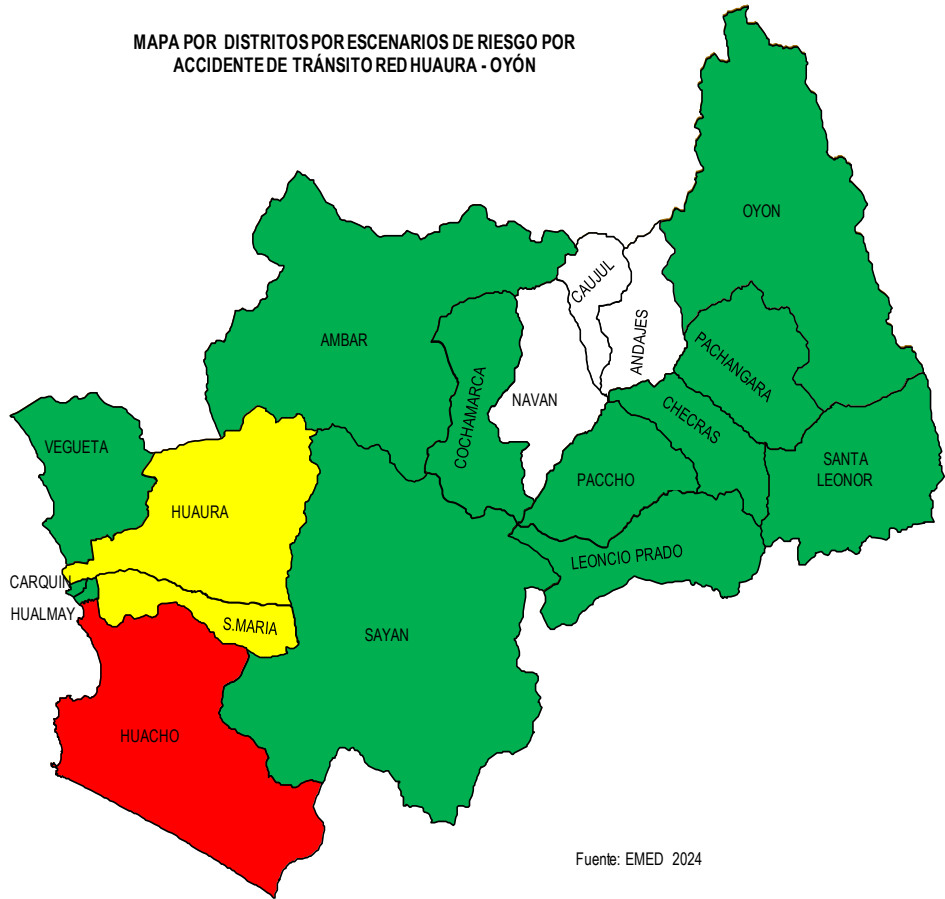 MAPA POR DISTRITOS POR ESCENARIOS DE RIESGO POR
ACCIDENTE DE TRÁNSITO RED HUAURA - OYÓN
OYON
CAUJUL
ANDAJES
AMBAR
PACHANGARA
COCHAMARCA
NAVAN
CHECRAS
VEGUETA
SANTA
LEONOR
PACCHO
HUAURA
LEONCIO PRADO
CARQUIN
HUALMAY
S.MARIA
SAYAN
HUACHO
Fuente: EMED 2024